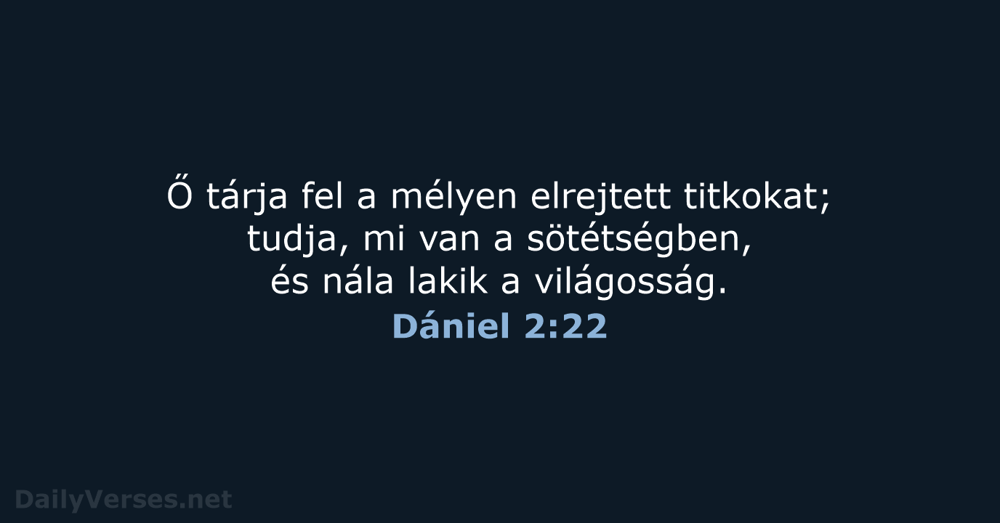 Ő tárja fel a mélyen elrejtett titkokat;
tudja, mi van a sötétségben,
és nála lakik a világosság.
Dániel 2:22
DailyVerses.net